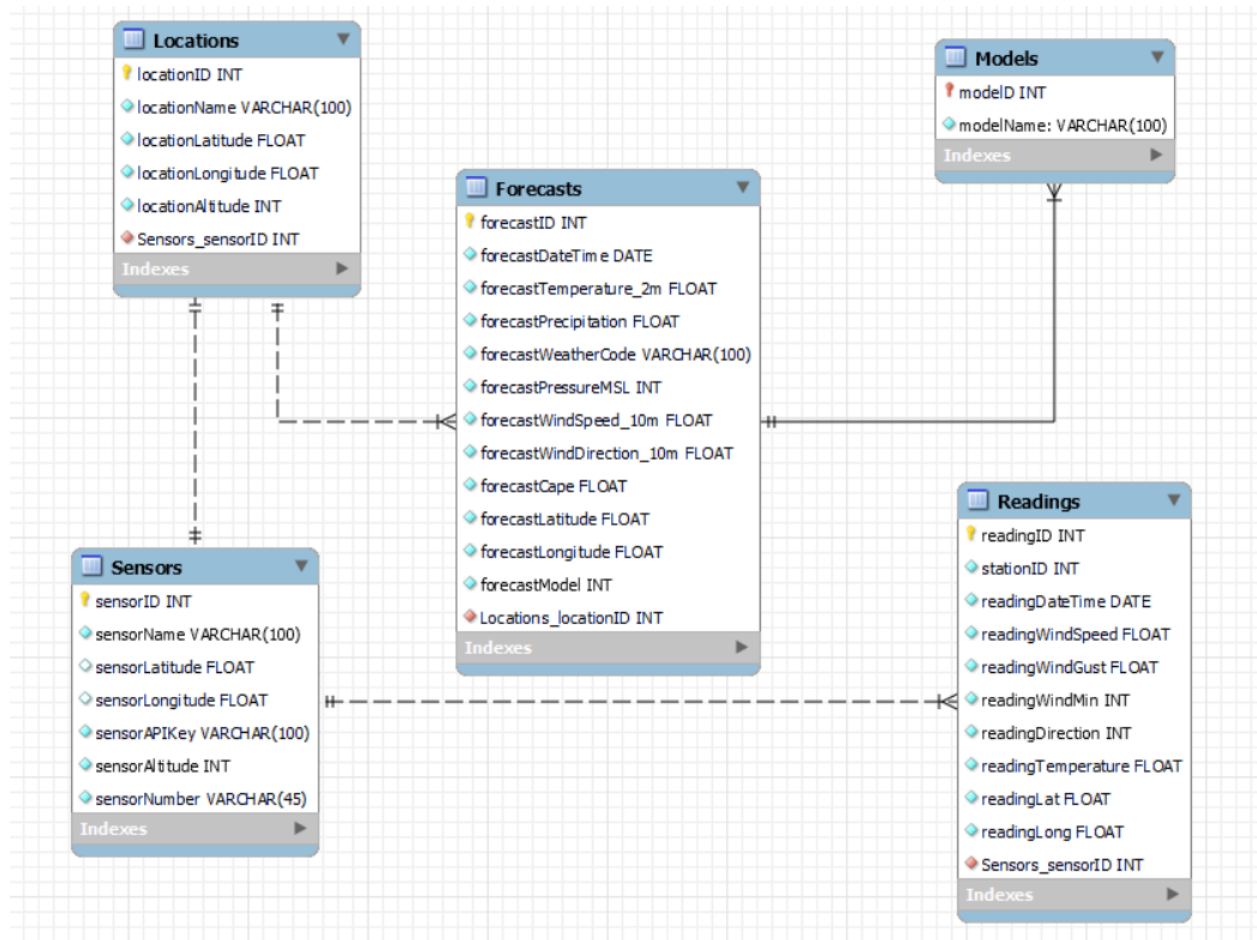 Locations
locationID INT
locationName VARCHAR(100)
locationLatitude FLOAT
locationLongitude FLOAT
locationAltitude INT
Sensors_sensorID INT
Indexes
Models
modelD INT
modelName: VARCHAR(100)
Indexes
Forecasts
forecastID INT
forecastDateTime DATE
forecastTemperature_2m FLOAT
forecastPrecipitation FLOAT
forecastWeatherCode VARCHAR(100)
forecastPressureMSL INT
forecastWindSpeed_10m FLOAT
forecastWindDirection_10m FLOAT
forecastCape FLOAT
forecastLatitude FLOAT
forecastLongitude FLOAT
forecastModel INT
Locations_locationID INT
Indexes
Sensors
sensorID INT
sensorName VARCHAR(100)
sensorLatitude FLOAT
sensorLongitude FLOAT
sensorAPIKey VARCHAR(100)
sensorAltitude INT
sensorNumber VARCHAR(45)
Indexes
Readings
readingID INT
stationID INT
readingDateTime DATE
readingWindSpeed FLOAT
readingWindGust FLOAT
readingWindMin INT
readingDirection INT
readingTemperature FLOAT
readingLat FLOAT
readingLong FLOAT
Sensors_sensorID INT
Indexes